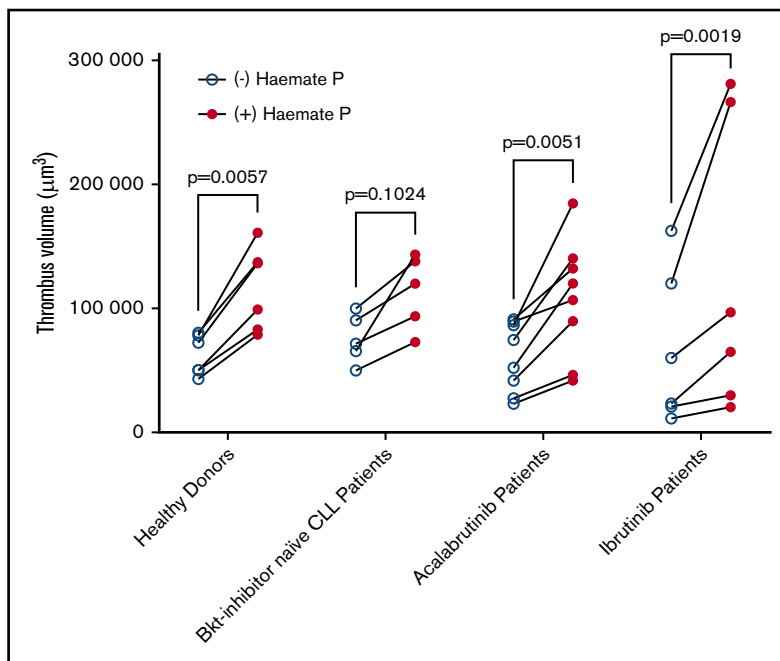 300 000
200 000
100 000
0
Thrombus volume (μm³)
(-) Haemate P
(+) Haemate P
p=0.0057
p=0.1024
p=0.0051
p=0.0019
Healthy Donors
Bkt-inhibitor naïve CLL Patients
Acalabrutinib Patients
Ibrutinib Patients